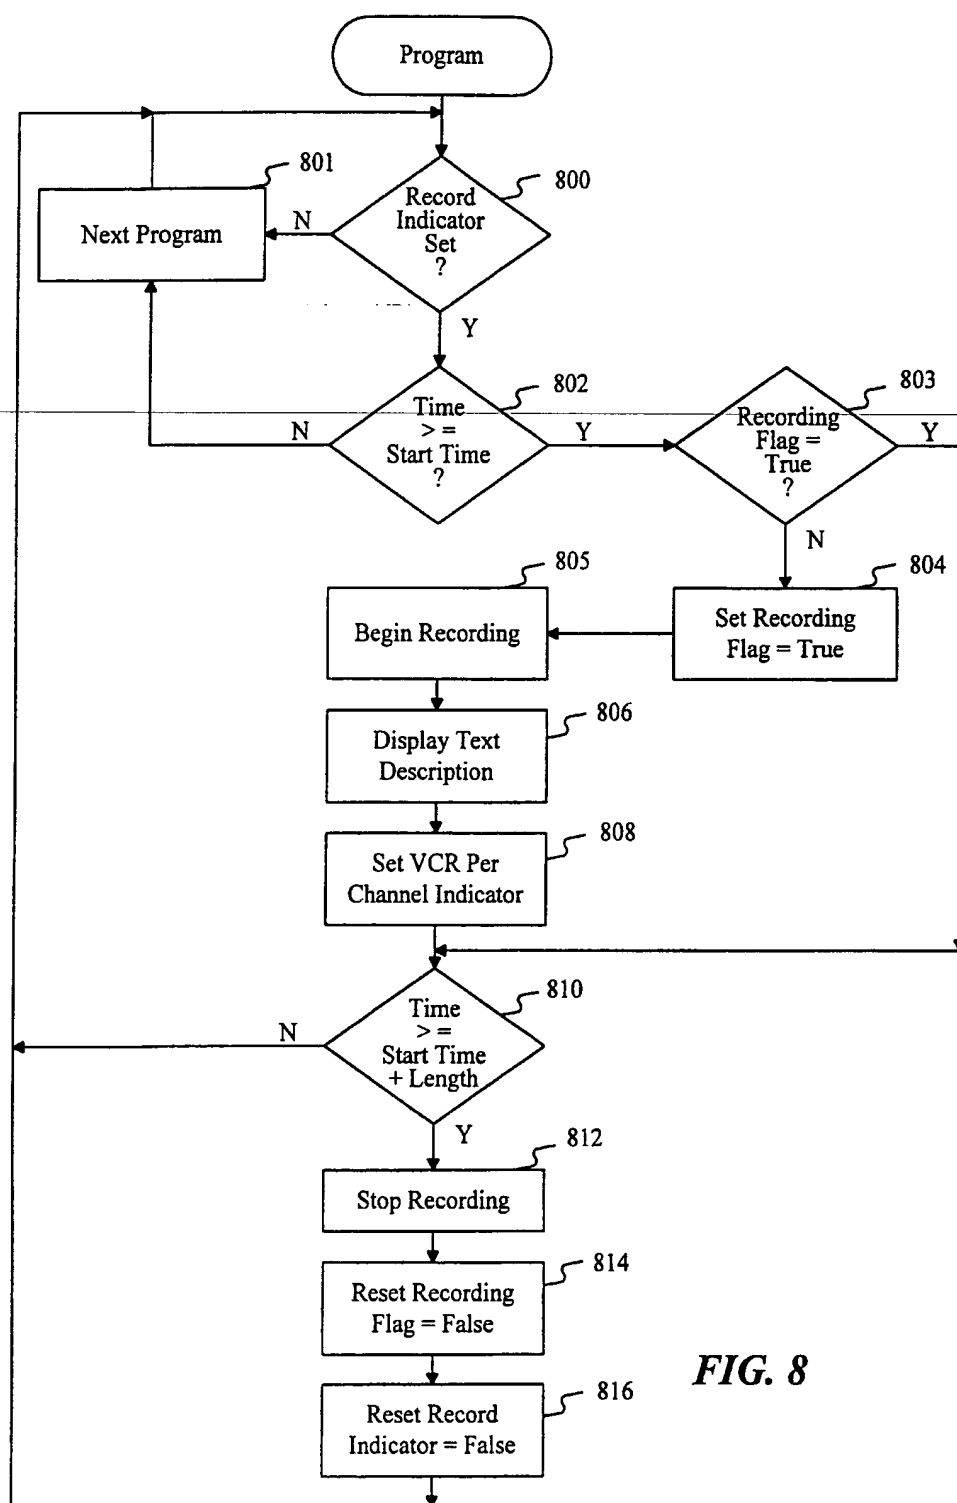 Program
801
800
Record
Indicator
Set
?
N
Next Program
Y
802
803
Time
> =
Start Time
?
N
Y
Recording
Flag =
True
?
Y
N
805
804
Begin Recording
Set Recording
Flag = True
806
Display Text
Description
808
Set VCR Per
Channel Indicator
810
Time
> =
Start Time
+ Length
N
Y
812
Stop Recording
814
Reset Recording
Flag = False
FIG. 8
816
Reset Record
Indicator = False